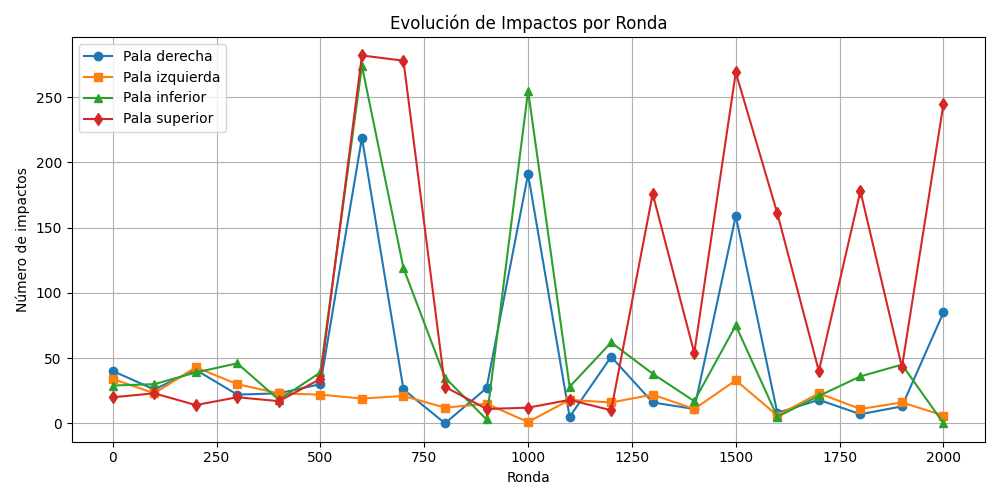 Evolución de Impactos por Ronda
Pala derecha
Pala izquierda
Pala inferior
Pala superior
Número de impactos
250
200
150
100
50
0
0 250 500 750 1000 1250 1500 1750 2000
Ronda